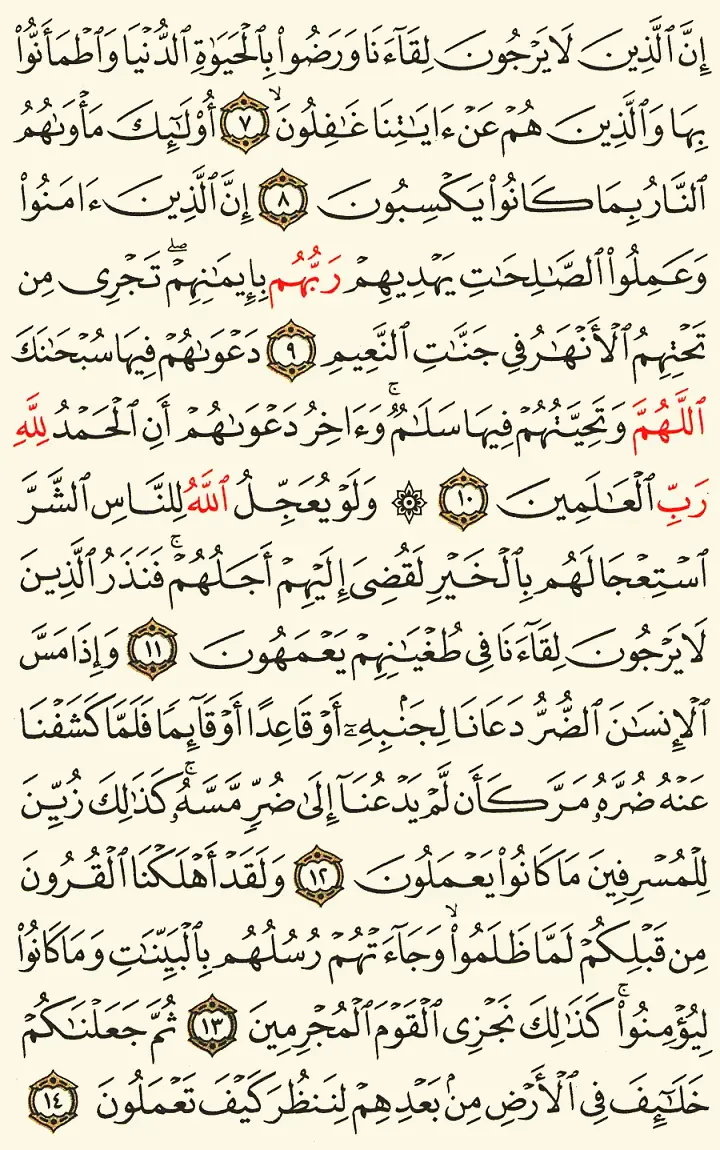 إِنَّ ٱلَّذِينَ لَا يَرْجُونَ لِقَآءَنَا وَرَضُوا۟ بِٱلْحَيَوٰةِ ٱلدُّنْيَا وَٱطْمَأَنُّوا۟
بِهَا وَٱلَّذِينَ هُمْ عَنْ ءَايَـٰتِنَا غَـٰفِلُونَ ۙ ٧ أُو۟لَـٰٓئِكَ مَأْوَىٰهُمُ
ٱلنَّارُ بِمَا كَانُوا۟ يَكْسِبُونَ ٨ إِنَّ ٱلَّذِينَ ءَامَنُوا۟
وَعَمِلُوا۟ ٱلصَّـٰلِحَـٰتِ يَهْدِيهِمْ رَبُّهُم بِإِيمَـٰنِهِمْ ۖ تَجْرِى مِن
تَحْتِهِمُ ٱلْأَنْهَـٰرُ فِى جَنَّـٰتِ ٱلنَّعِيمِ ٩ دَعْوَىٰهُمْ فِيهَا سُبْحَـٰنَكَ
ٱللَّهُمَّ وَتَحِيَّتُهُمْ فِيهَا سَلَـٰمٌ ۚ وَءَاخِرُ دَعْوَىٰهُمْ أَنِ ٱلْحَمْدُ لِلَّهِ
رَبِّ ٱلْعَـٰلَمِينَ ١٠ ۞ وَلَوْ يُعَجِّلُ ٱللَّهُ لِلنَّاسِ ٱلشَّرَّ
ٱسْتِعْجَالَهُم بِٱلْخَيْرِ لَقُضِىَ إِلَيْهِمْ أَجَلُهُمْ ۖ فَنَذَرُ ٱلَّذِينَ
لَا يَرْجُونَ لِقَآءَنَا فِى طُغْيَـٰنِهِمْ يَعْمَهُونَ ١١ وَإِذَا مَسَّ
ٱلْإِنسَـٰنَ ٱلضُّرُّ دَعَانَا لِجَنۢبِهِۦٓ أَوْ قَاعِدًا أَوْ قَآئِمًا فَلَمَّا كَشَفْنَا
عَنْهُ ضُرَّهُۥ مَرَّ كَأَن لَّمْ يَدْعُنَآ إِلَىٰ ضُرٍّ مَّسَّهُۥ ۚ كَذَٰلِكَ زُيِّنَ
لِلْمُسْرِفِينَ مَا كَانُوا۟ يَعْمَلُونَ ١٢ وَلَقَدْ أَهْلَكْنَا ٱلْقُرُونَ
مِن قَبْلِكُمْ لَمَّا ظَلَمُوا۟ ۙ وَجَآءَتْهُمْ رُسُلُهُم بِٱلْبَيِّنَـٰتِ وَمَا كَانُوا۟
لِيُؤْمِنُوا۟ ۚ كَذَٰلِكَ نَجْزِى ٱلْقَوْمَ ٱلْمُجْرِمِينَ ١٣ ثُمَّ جَعَلْنَـٰكُمْ
خَلَـٰٓئِفَ فِى ٱلْأَرْضِ مِنۢ بَعْدِهِمْ لِنَنظُرَ كَيْفَ تَعْمَلُونَ ١٤